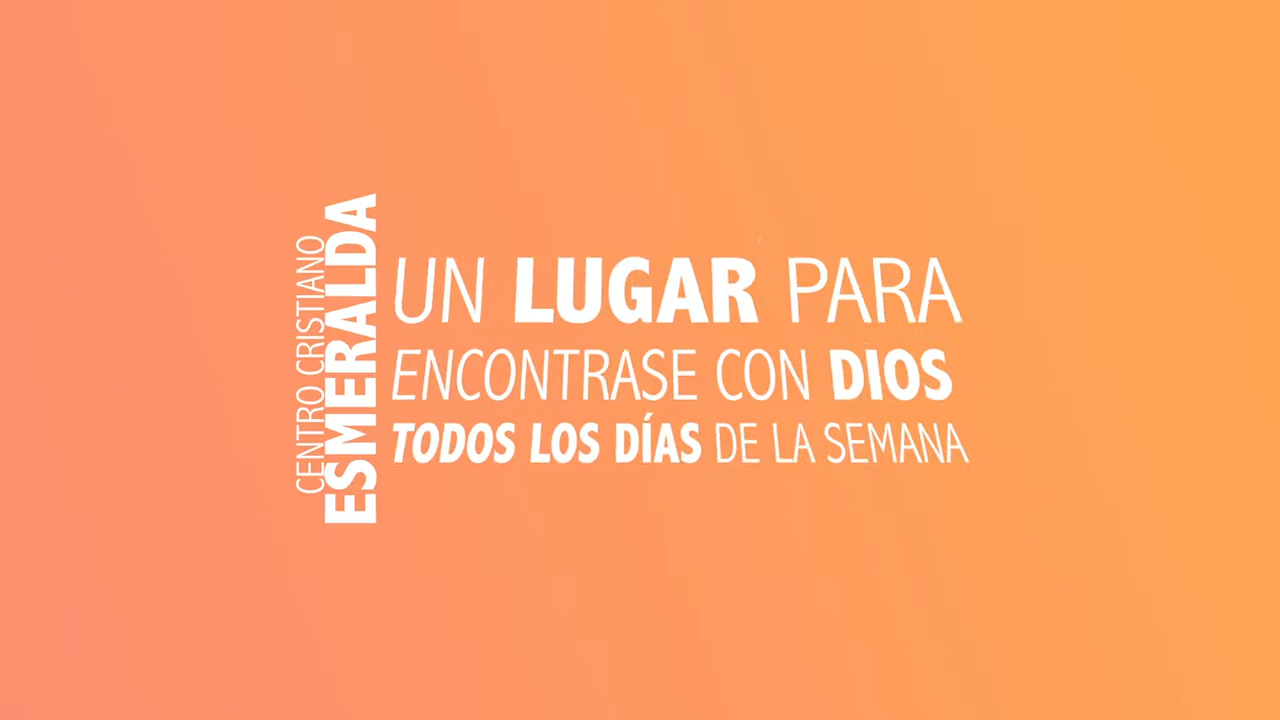 CENTRO CRISTIANO
ESMERALDA
UN LUGAR PARA
ENCONTRASE CON DIOS
TODOS LOS DÍAS DE LA SEMANA